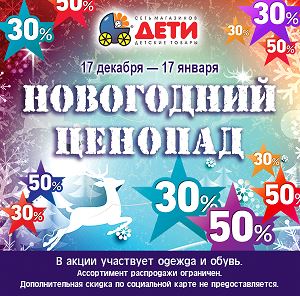 30%
50%
СЕТЬ МАГАЗИНОВ
ДЕТИ
ДЕТСКИЕ ТОВАРЫ
30%
50%
17 декабря — 17 января
НОВОГОДНИЙ
ЦЕНОПАД
50%
30%
30%
50%
30%
50%
В акции участвует одежда и обувь.
Ассортимент распродажи ограничен.
Дополнительная скидка по социальной карте не предоставляется.